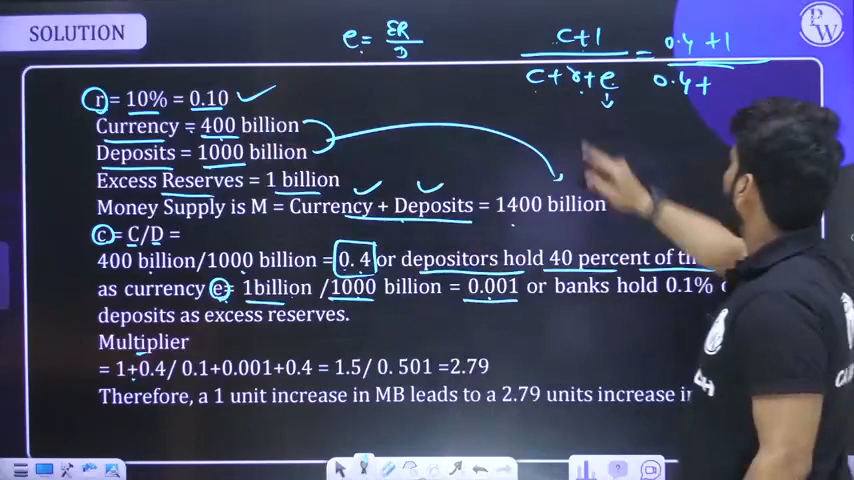 SOLUTION
e = ER / D
c+1 / c+r+e = 0.4+1 / 0.4+
PW
r = 10% = 0.10
Currency = 400 billion
Deposits = 1000 billion
Excess Reserves = 1 billion
Money Supply is M = Currency + Deposits = 1400 billion
c = C/D =
400 billion/1000 billion = 0.4 or depositors hold 40 percent of
as currency e= 1billion /1000 billion = 0.001 or banks hold 0.1%
deposits as excess reserves.
Multiplier
= 1+0.4/ 0.1+0.001+0.4 = 1.5/ 0.501 =2.79
Therefore, a 1 unit increase in MB leads to a 2.79 units increase